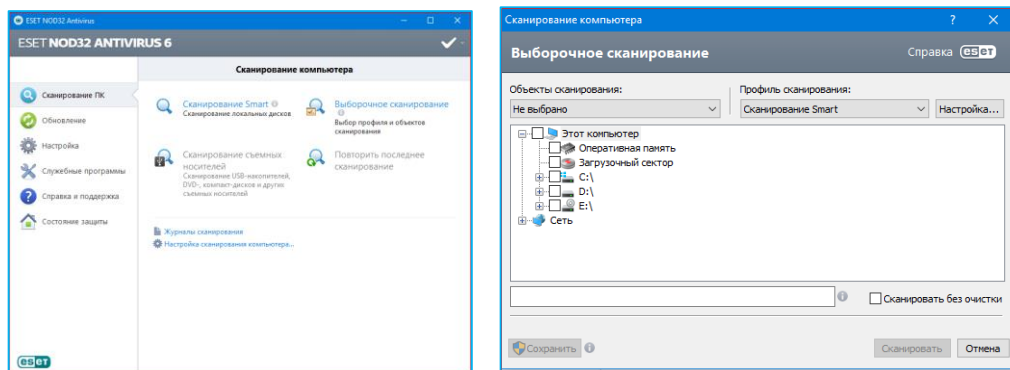 ESET NOD32 Antivirus
ESET NOD32 ANTIVIRUS 6
Сканирование ПК
Обновление
Настройка
Служебные программы
Справка и поддержка
Состояние защиты
Сканирование компьютера
Сканирование Smart
Сканирование локальных дисков
Выборочное сканирование
Выбор профиля и объектов
сканирования
Сканирование съемных
носителей
Сканирование USB-накопителей,
DVD-, компакт-дисков и других
съемных носителей
Повторить последнее
сканирование
Журналы сканирования
Настройка сканирования компьютера...
eset
Сканирование компьютера
Выборочное сканирование
Справка eset
Объекты сканирования:
Профиль сканирования:
Не выбрано
Сканирование Smart
Настройка...
Этот компьютер
Оперативная память
Загрузочный сектор
C:\
D:\
E:\
Сеть
Сканировать без очистки
Сохранить
Сканировать
Отмена